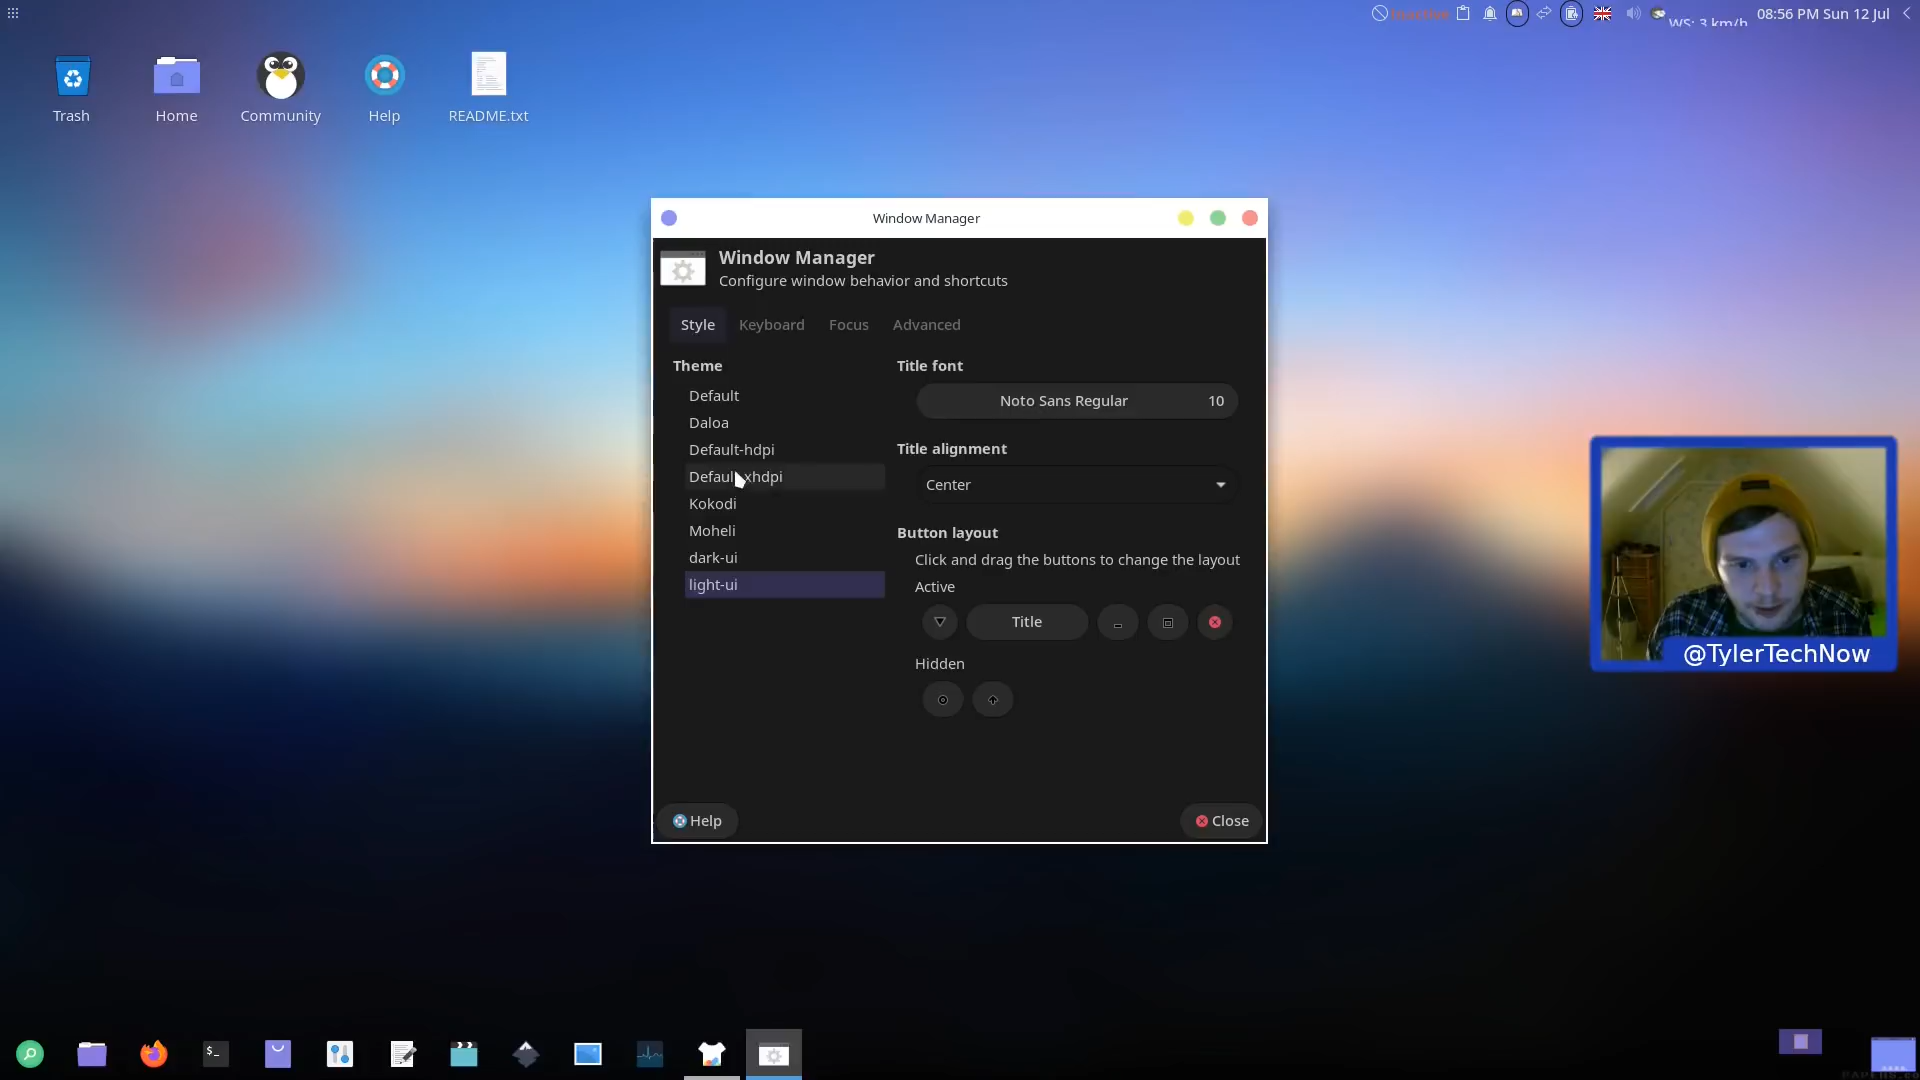 WS: 3 km/h
08:56 PM Sun 12 Jul
Trash
Home
Community
Help
README.txt
Window Manager
Window Manager
Configure window behavior and shortcuts
Style
Keyboard
Focus
Advanced
Theme
Default
Daloa
Default-hdpi
Default-xhdpi
Kokodi
Moheli
dark-ui
light-ui
Title font
Noto Sans Regular 10
Title alignment
Center
Button layout
Click and drag the buttons to change the layout
Active
Title
Hidden
Help
Close
@TylerTechNow